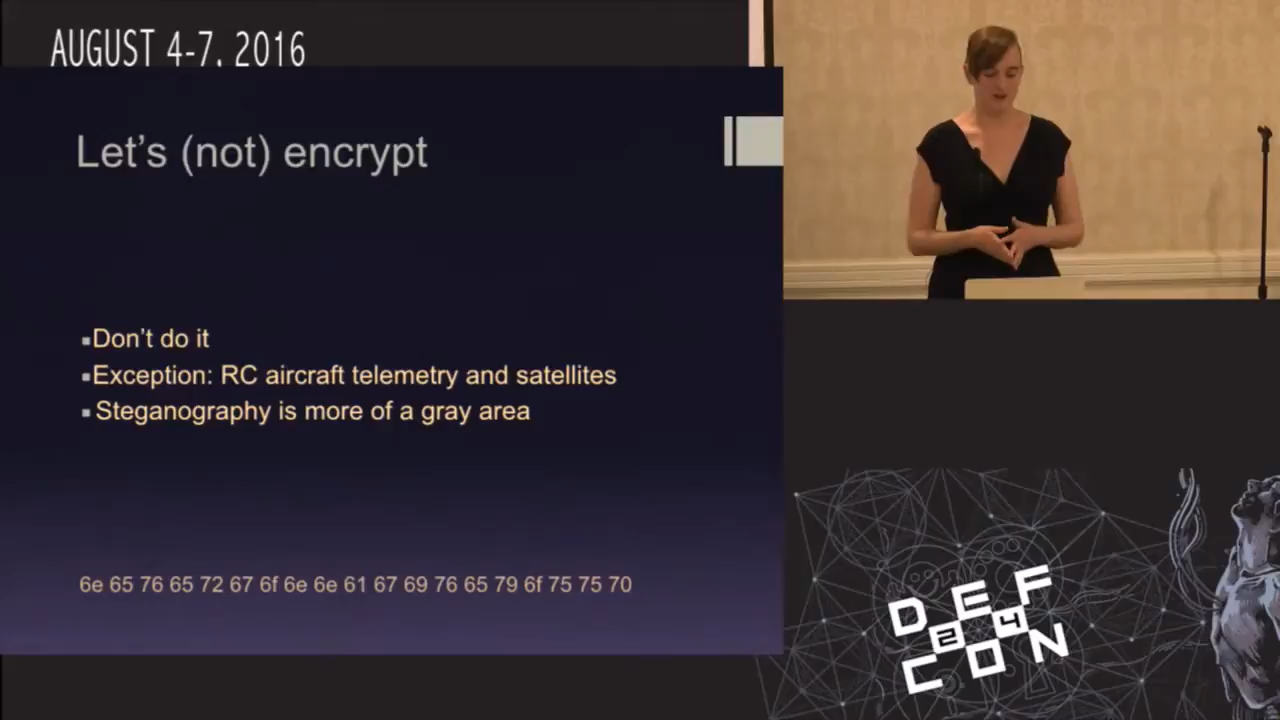 AUGUST 4-7, 2016
Let's (not) encrypt
Don't do it
Exception: RC aircraft telemetry and satellites
Steganography is more of a gray area
6e 65 76 65 72 67 6f 6e 6e 61 67 69 76 65 79 6f 75 75 70
DEF
24
CON